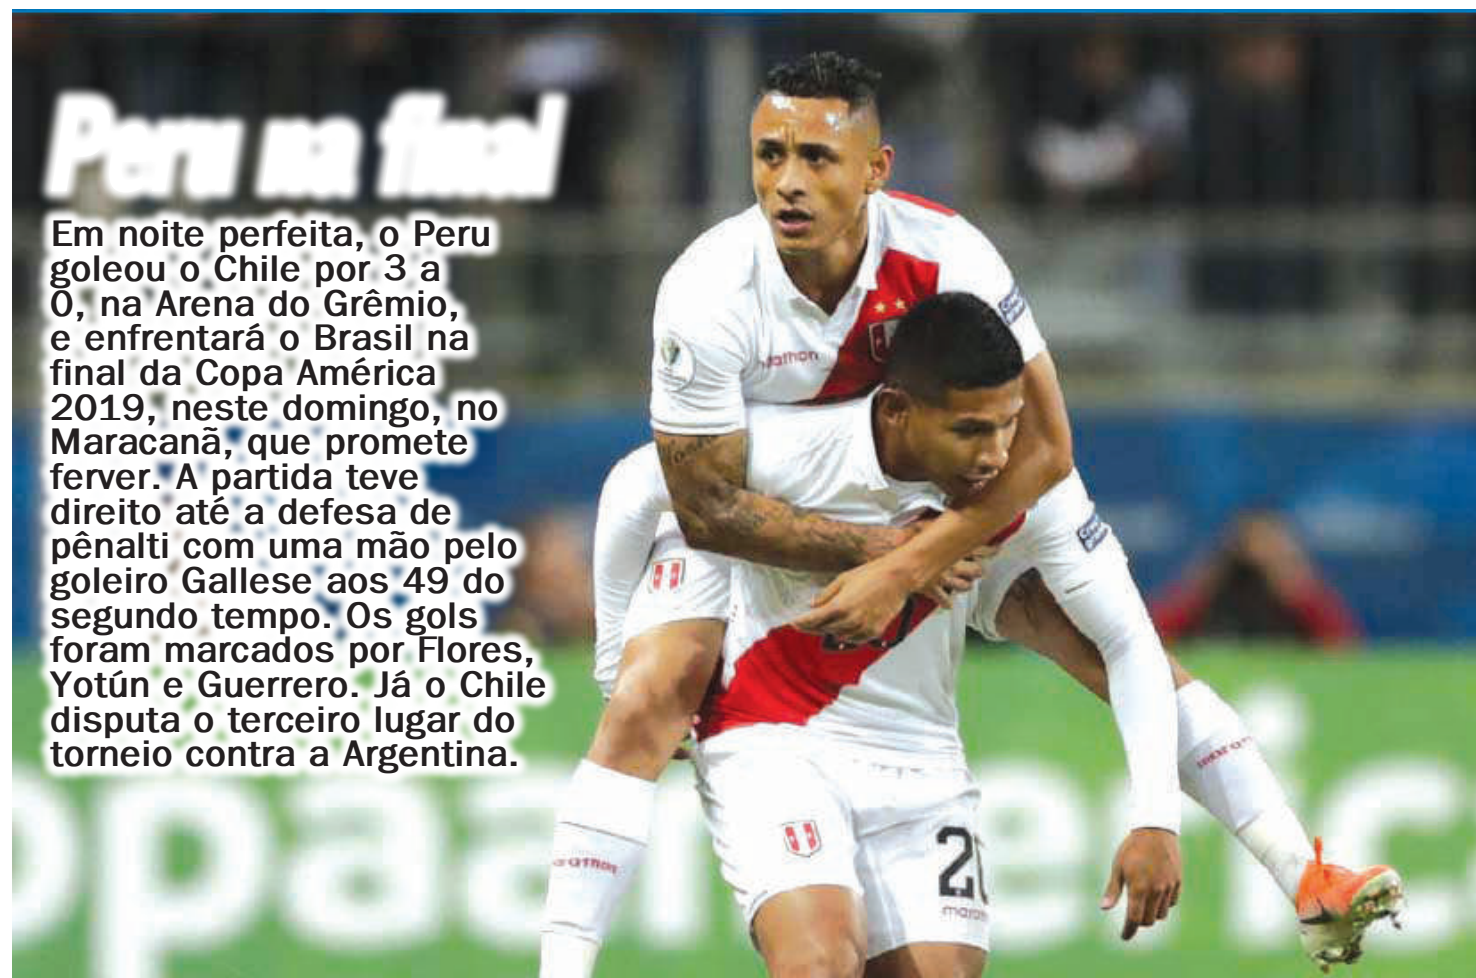 Peru na final
Em noite perfeita, o Peru
goleou o Chile por 3 a
0, na Arena do Grêmio,
e enfrentará o Brasil na
final da Copa América
2019, neste domingo, no
Maracanã, que promete
ferver. A partida teve
direito até a defesa de
pênalti com uma mão pelo
goleiro Gallese aos 49 do
segundo tempo. Os gols
foram marcados por Flores,
Yotún e Guerrero. Já o Chile
disputa o terceiro lugar do
torneio contra a Argentina.
marathon
20